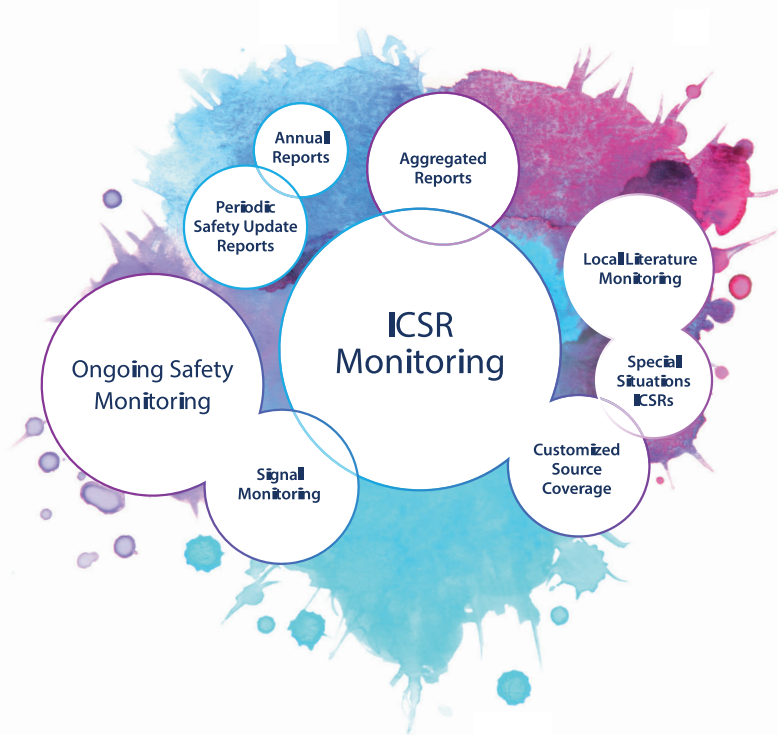 Annual
Reports
Aggregated
Reports
Periodic
Safety Update
Reports
Local Literature
Monitoring
ICSR
Monitoring
Special
Situations
ICSRs
Ongoing Safety
Monitoring
Customized
Source
Coverage
Signal
Monitoring